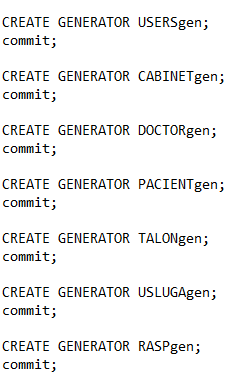 CREATE GENERATOR USERSgen;
commit;
CREATE GENERATOR CABINETgen;
commit;
CREATE GENERATOR DOCTORgen;
commit;
CREATE GENERATOR PACIENTgen;
commit;
CREATE GENERATOR TALONgen;
commit;
CREATE GENERATOR USLUGAgen;
commit;
CREATE GENERATOR RASPgen;
commit;